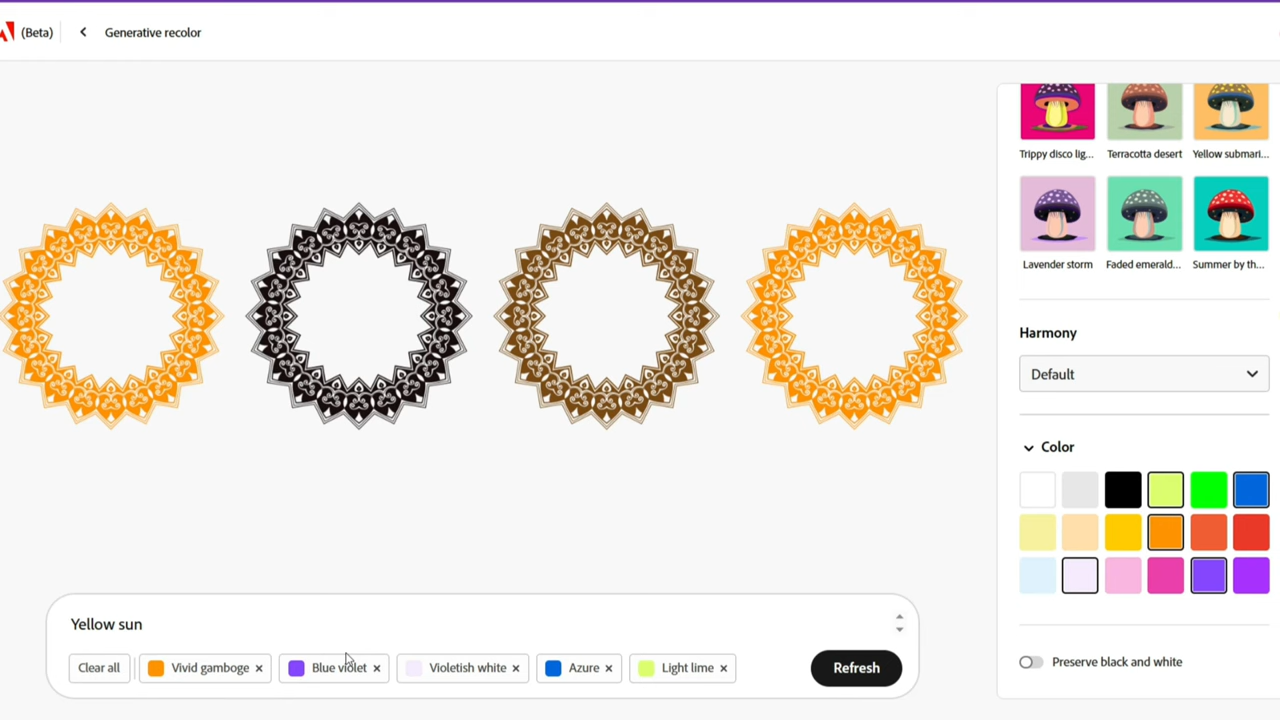 (Beta) Generative recolor
Trippy disco lig... Terracotta desert Yellow submari...
Lavender storm Faded emerald... Summer by th...
Harmony
Default
Color
Yellow sun
Clear all Vivid gamboge × Blue violet × Violetish white × Azure × Light lime × Refresh
Preserve black and white